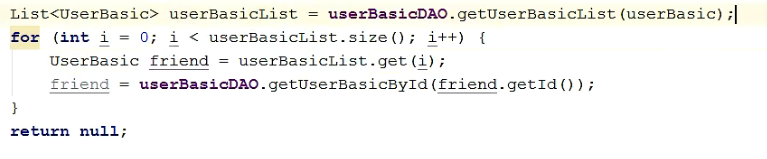 List<UserBasic> userBasicList = userBasicDAO.getUserBasicList(userBasic);
for (int i = 0; i < userBasicList.size(); i++) {
    UserBasic friend = userBasicList.get(i);
    friend = userBasicDAO.getUserBasicById(friend.getId());
}
return null;